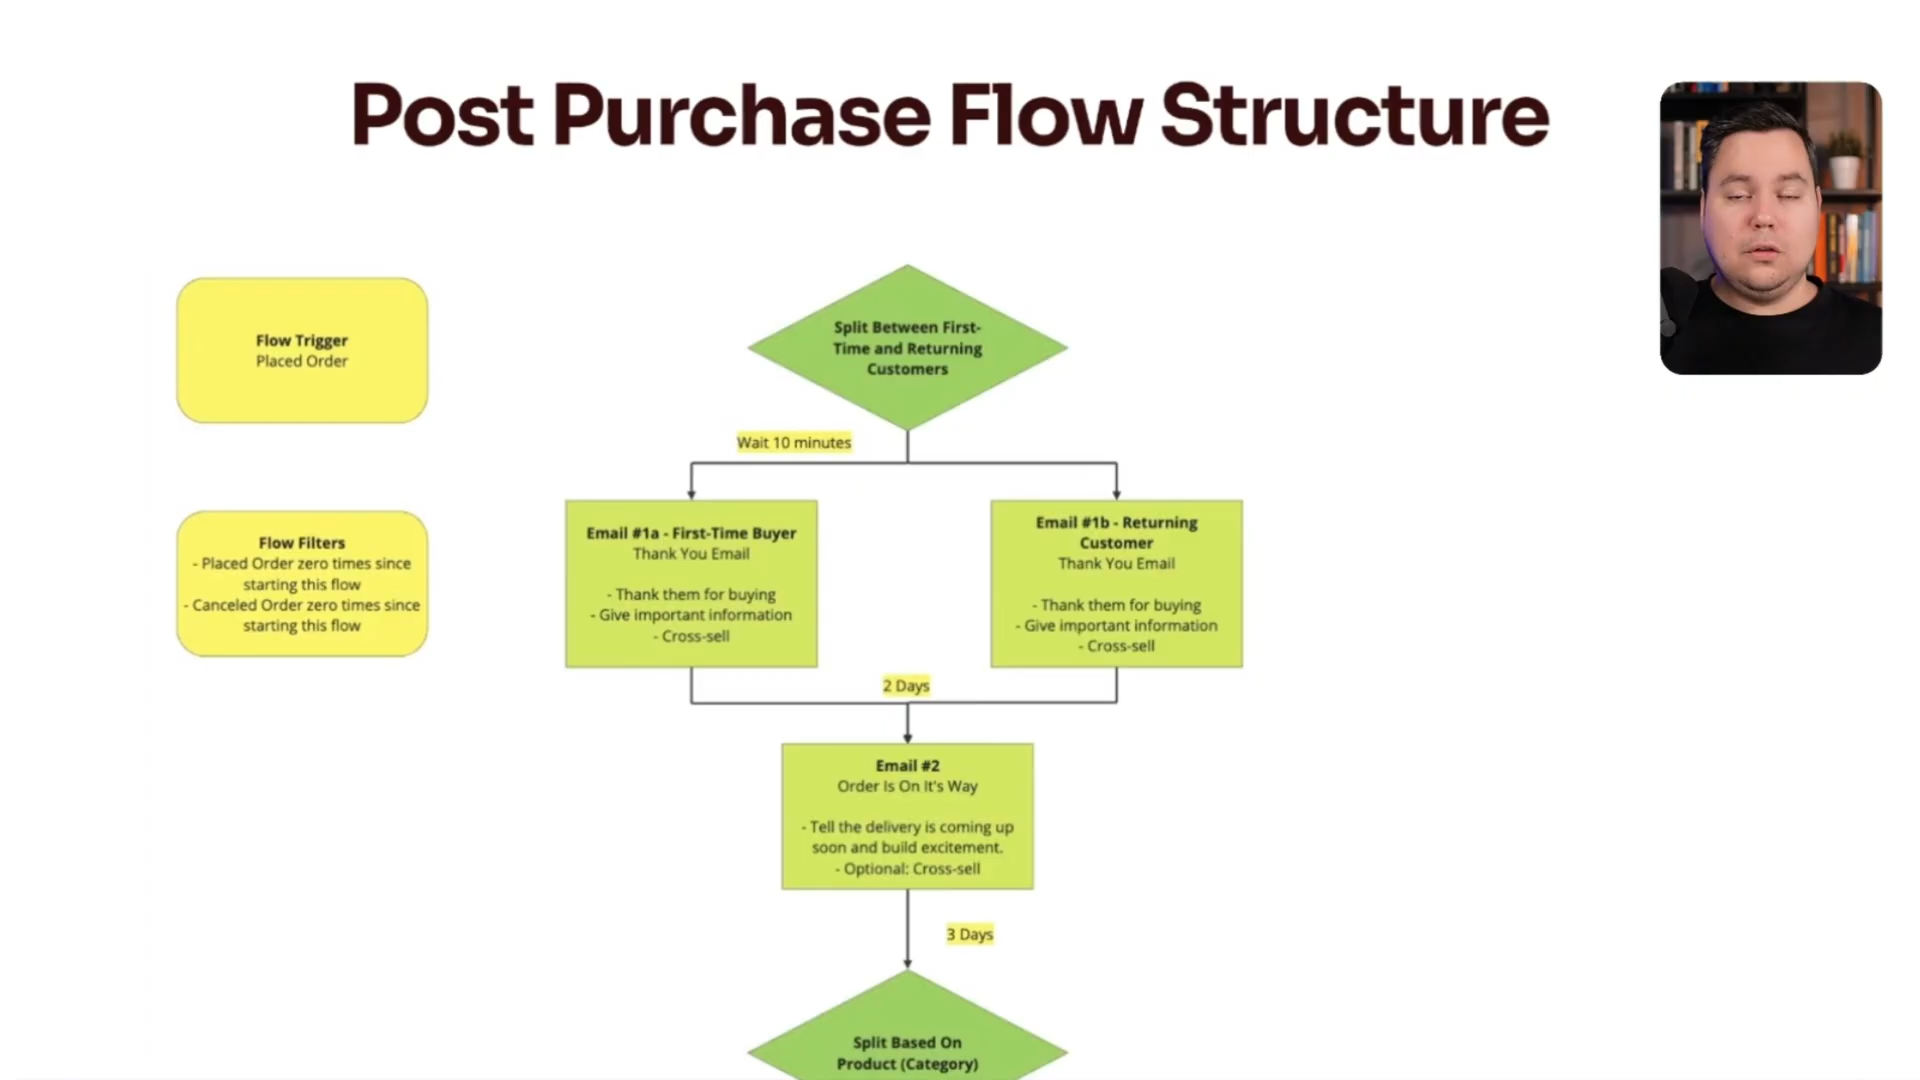 Post Purchase Flow Structure
Flow Trigger
Placed Order
Flow Filters
- Placed Order zero times since
starting this flow
- Canceled Order zero times since
starting this flow
Split Between First-
Time and Returning
Customers
Wait 10 minutes
Email #1a - First-Time Buyer
Thank You Email
- Thank them for buying
- Give important information
- Cross-sell
Email #1b - Returning
Customer
Thank You Email
- Thank them for buying
- Give important information
- Cross-sell
2 Days
Email #2
Order Is On It's Way
- Tell the delivery is coming up
soon and build excitement.
- Optional: Cross-sell
3 Days
Split Based On
Product (Category)